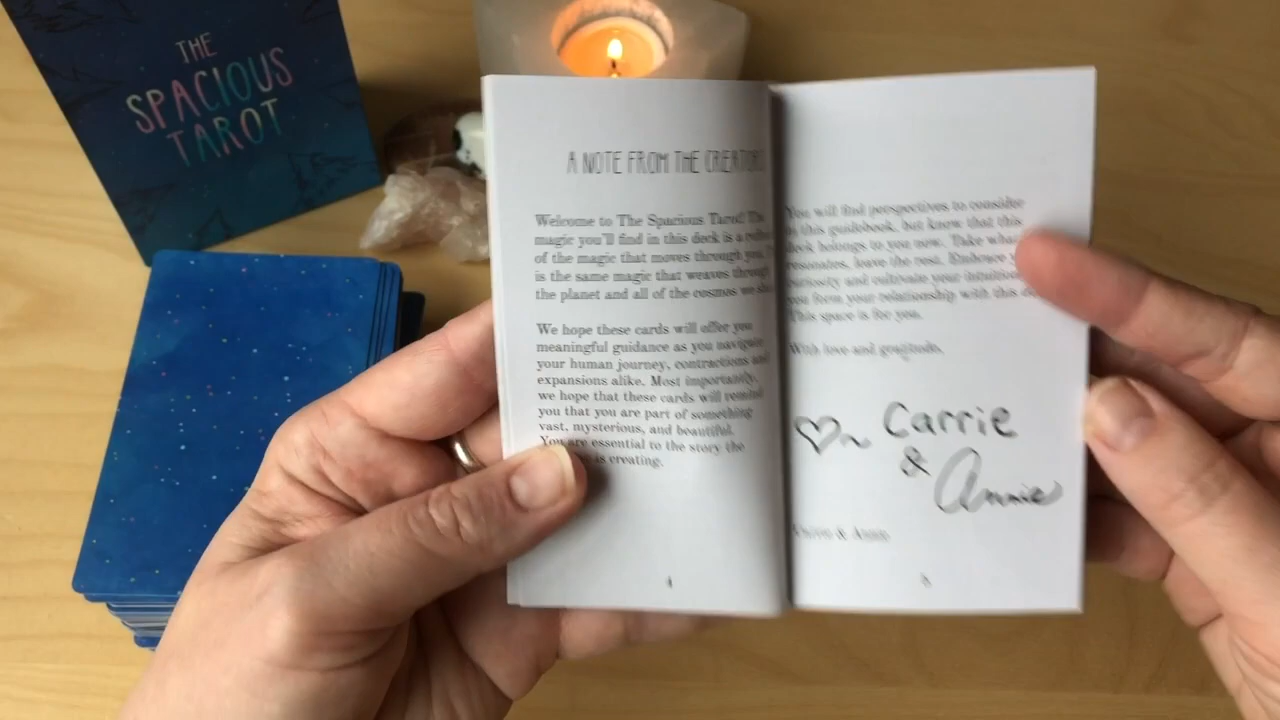 THE
SPACIOUS
TAROT
A NOTE FROM THE CREATORS
Welcome to The Spacious Tarot! The
magic you'll find in this deck is a
of the magic that moves through you.
is the same magic that weaves through
the planet and all of the cosmos we
We hope these cards will offer you
meaningful guidance as you navigate
your human journey, contractions and
expansions alike. Most importantly,
we hope that these cards will remind
you that you are part of something
vast, mysterious, and beautiful.
You are essential to the story the
is creating.
4
You will find perspectives to consider
in this guidebook, but know that this
deck belongs to you now. Take what
resonates, leave the rest. Embrace
curiosity and cultivate your intuition
you form your relationship with this
This space is for you.
With love and gratitude,
♡~ Carrie
& Annie
& Annie
5